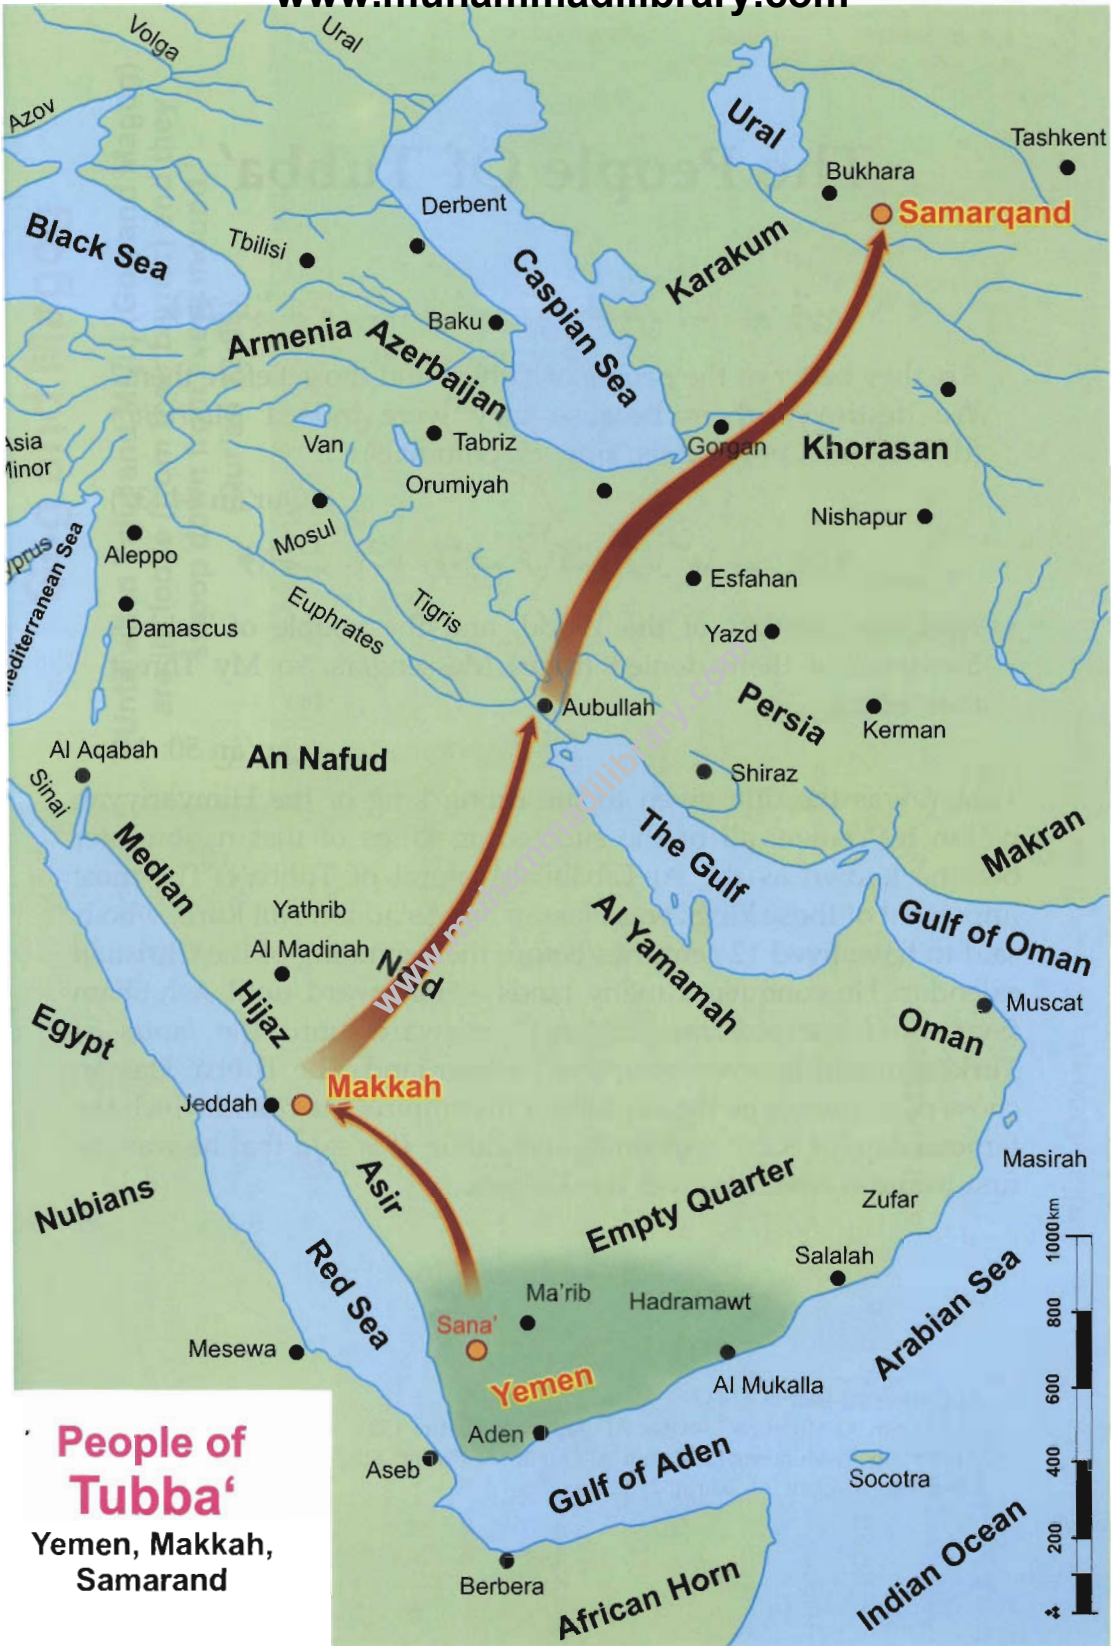 www.muhammadilibrary.com
Volga
Ural
Azov
Ural
Tashkent
Bukhara
Samarqand
Derbent
Black Sea
Tbilisi
Karakum
Caspian Sea
Baku
Armenia
Azerbaijan
Asia
Minor
Van
Tabriz
Gorgan
Khorasan
Orumiyah
Nishapur
Mosul
Aleppo
yprus
Mediterranean Sea
Esfahan
Euphrates
Tigris
Damascus
Yazd
Aubullah
Persia
Kerman
Al Aqabah
An Nafud
Shiraz
Sinai
Median
The Gulf
Makran
Yathrib
Al Madinah
Najd
www.muhammadilibrary.com
Al Yamamah
Gulf of Oman
Hijaz
Egypt
Muscat
Oman
Makkah
Jeddah
Asir
Masirah
Nubians
Empty Quarter
Zufar
Red Sea
Salalah
Arabian Sea
Ma'rib
Hadramawt
Sana'
Mesewa
Yemen
Al Mukalla
Aden
Aseb
Gulf of Aden
Socotra
Berbera
African Horn
Indian Ocean
1000 km
800
600
400
200
People of
Tubba‘
Yemen, Makkah,
Samarand